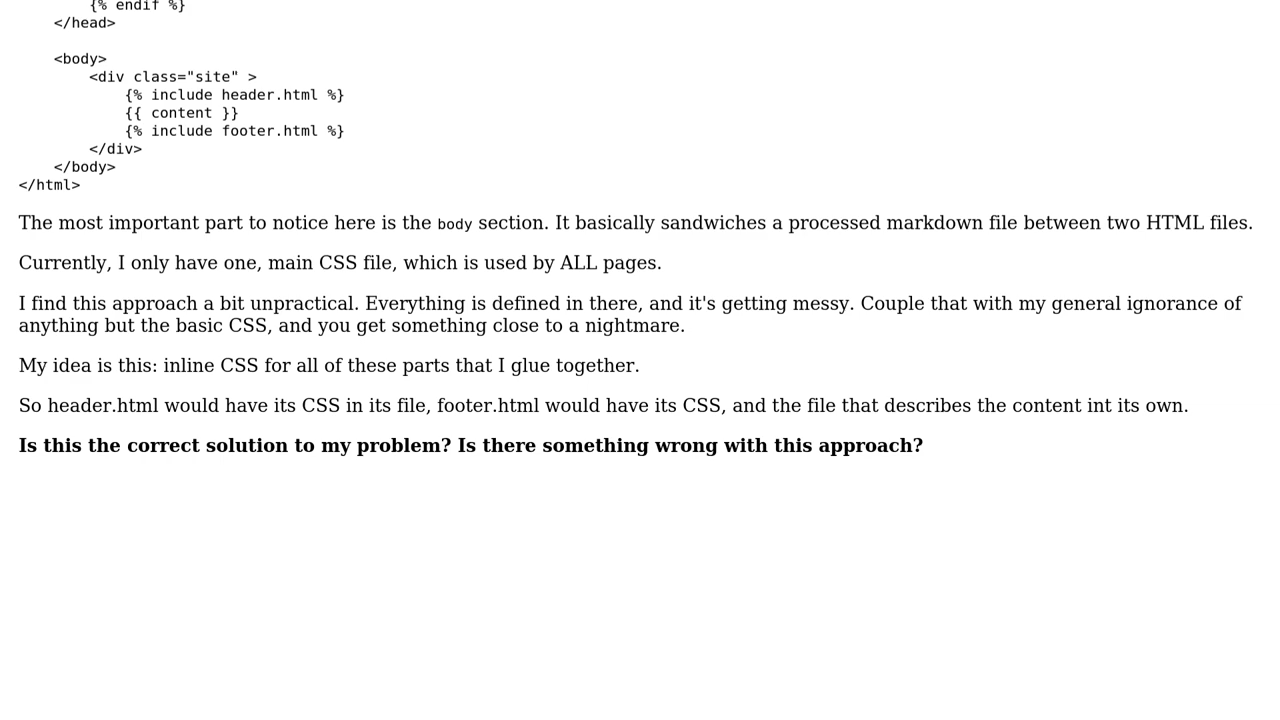 {% endif %}
</head>
<body>
<div class="site" >
{% include header.html %}
{{ content }}
{% include footer.html %}
</div>
</body>
</html>
The most important part to notice here is the body section. It basically sandwiches a processed markdown file between two HTML files.
Currently, I only have one, main CSS file, which is used by ALL pages.
I find this approach a bit unpractical. Everything is defined in there, and it's getting messy. Couple that with my general ignorance of
anything but the basic CSS, and you get something close to a nightmare.
My idea is this: inline CSS for all of these parts that I glue together.
So header.html would have its CSS in its file, footer.html would have its CSS, and the file that describes the content int its own.
Is this the correct solution to my problem? Is there something wrong with this approach?